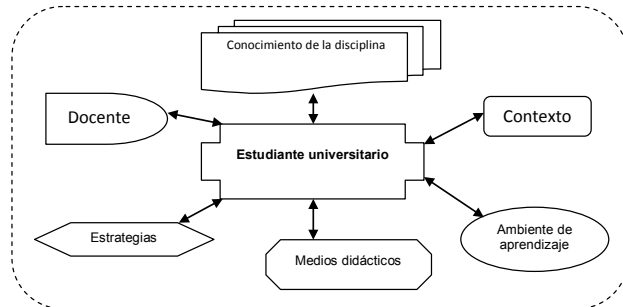 Conocimiento de la disciplina
Docente
Contexto
Estudiante universitario
Estrategias
Ambiente de
aprendizaje
Medios didácticos